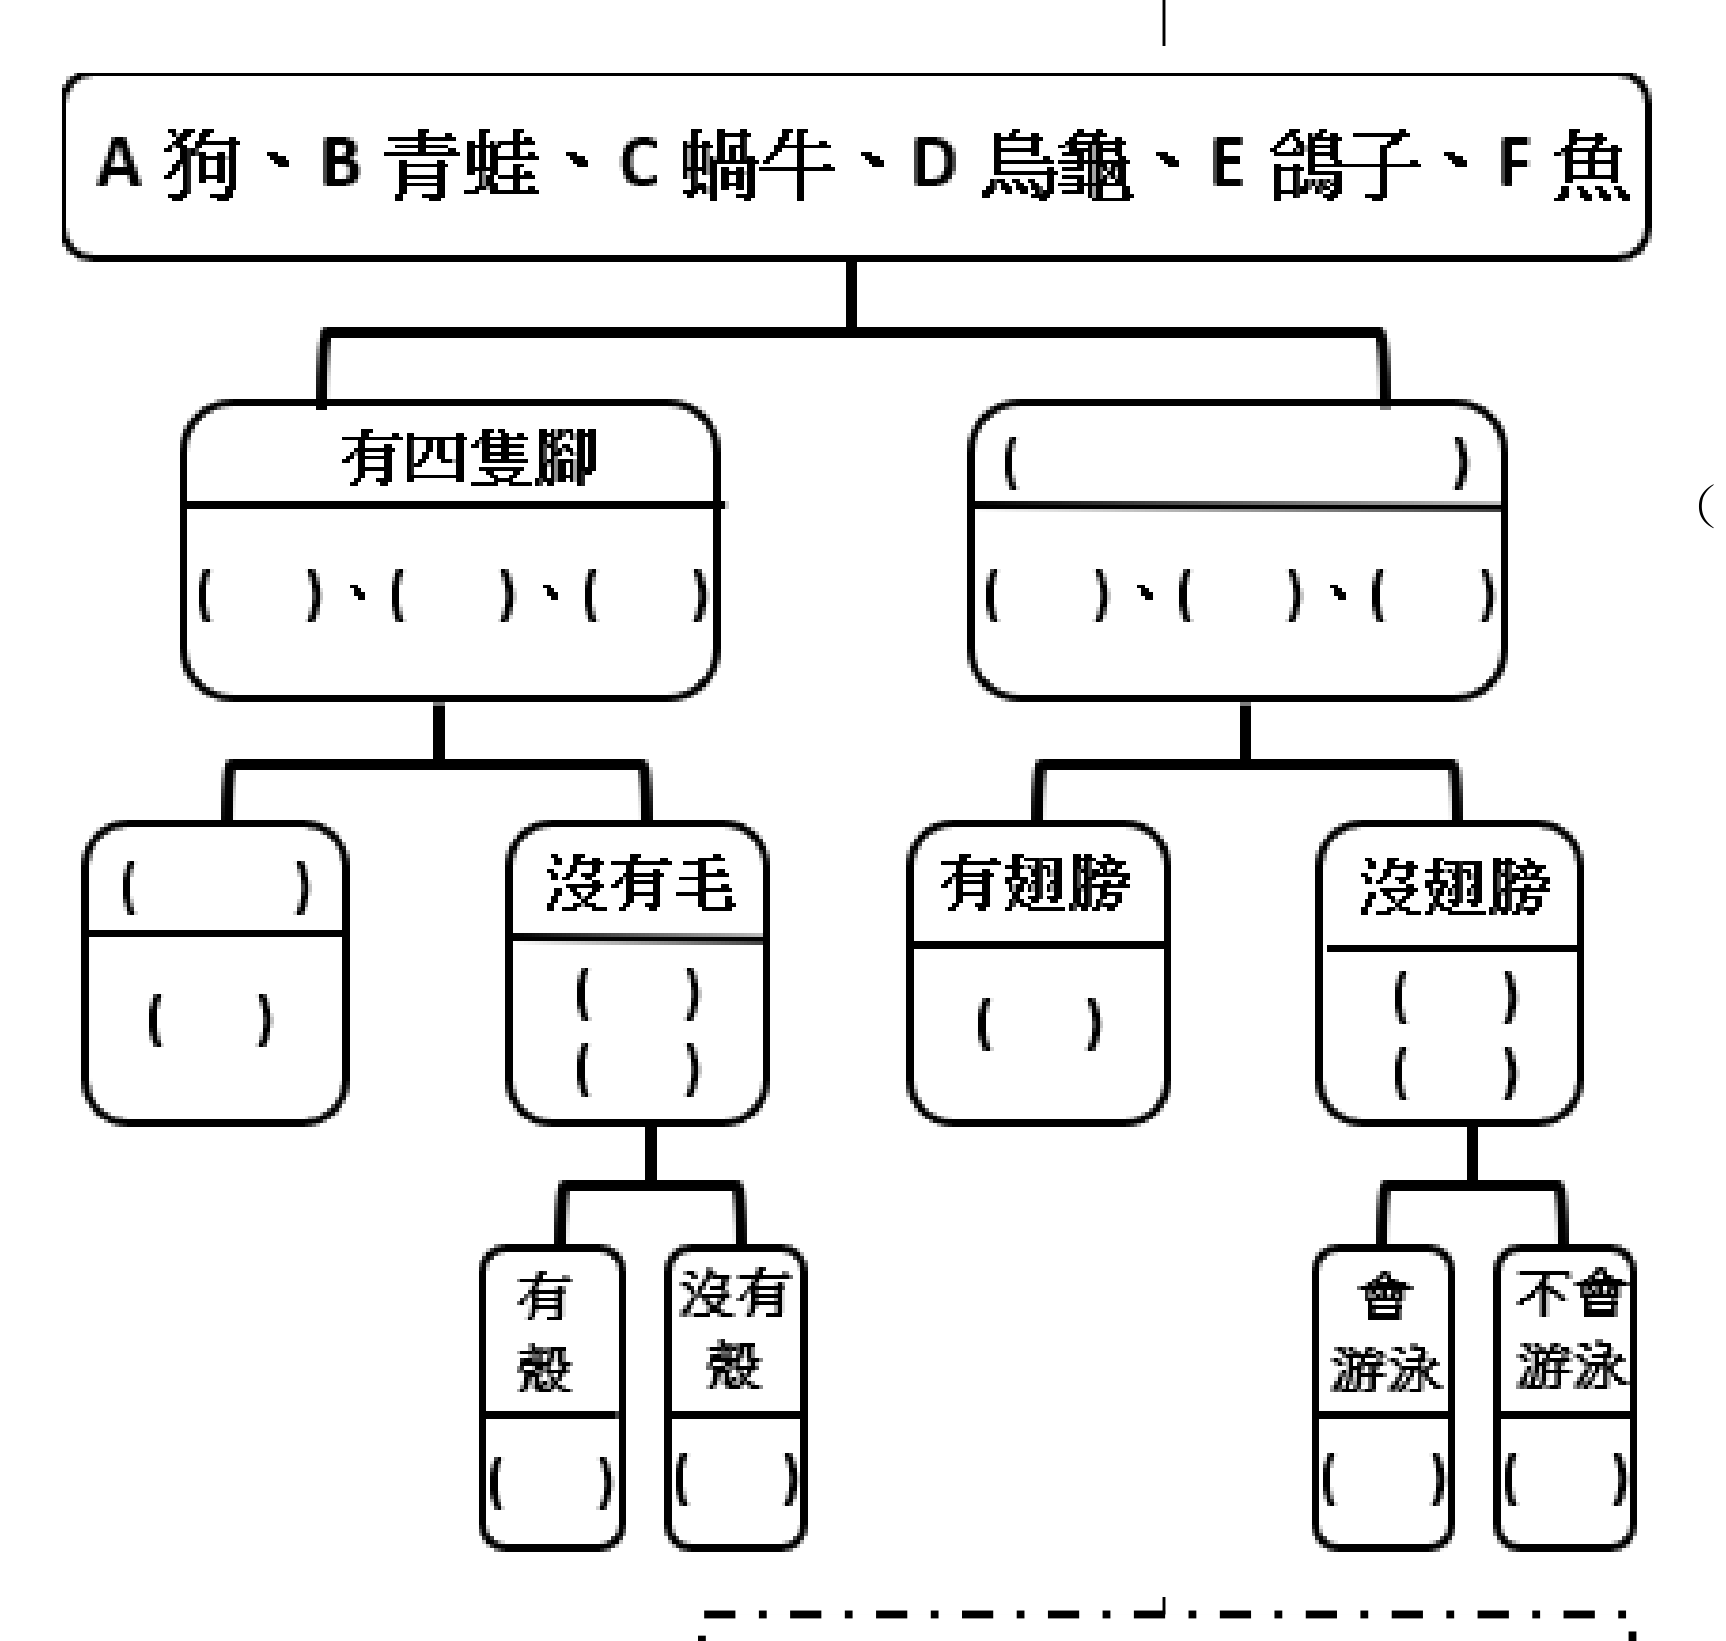 A 狗、B 青蛙、C 蝸牛、D 烏龜、E 鴿子、F 魚
有四隻腳
(　　　　　　　)
(　)、(　)、(　)
(　)、(　)、(　)
(
(　　　)
沒有毛
有翅膀
沒翅膀
(　)
(　)
(　)
(　)
(　)
(　)
有
殼
沒有
殼
會
游泳
不會
游泳
(　)
(　)
(　)
(　)